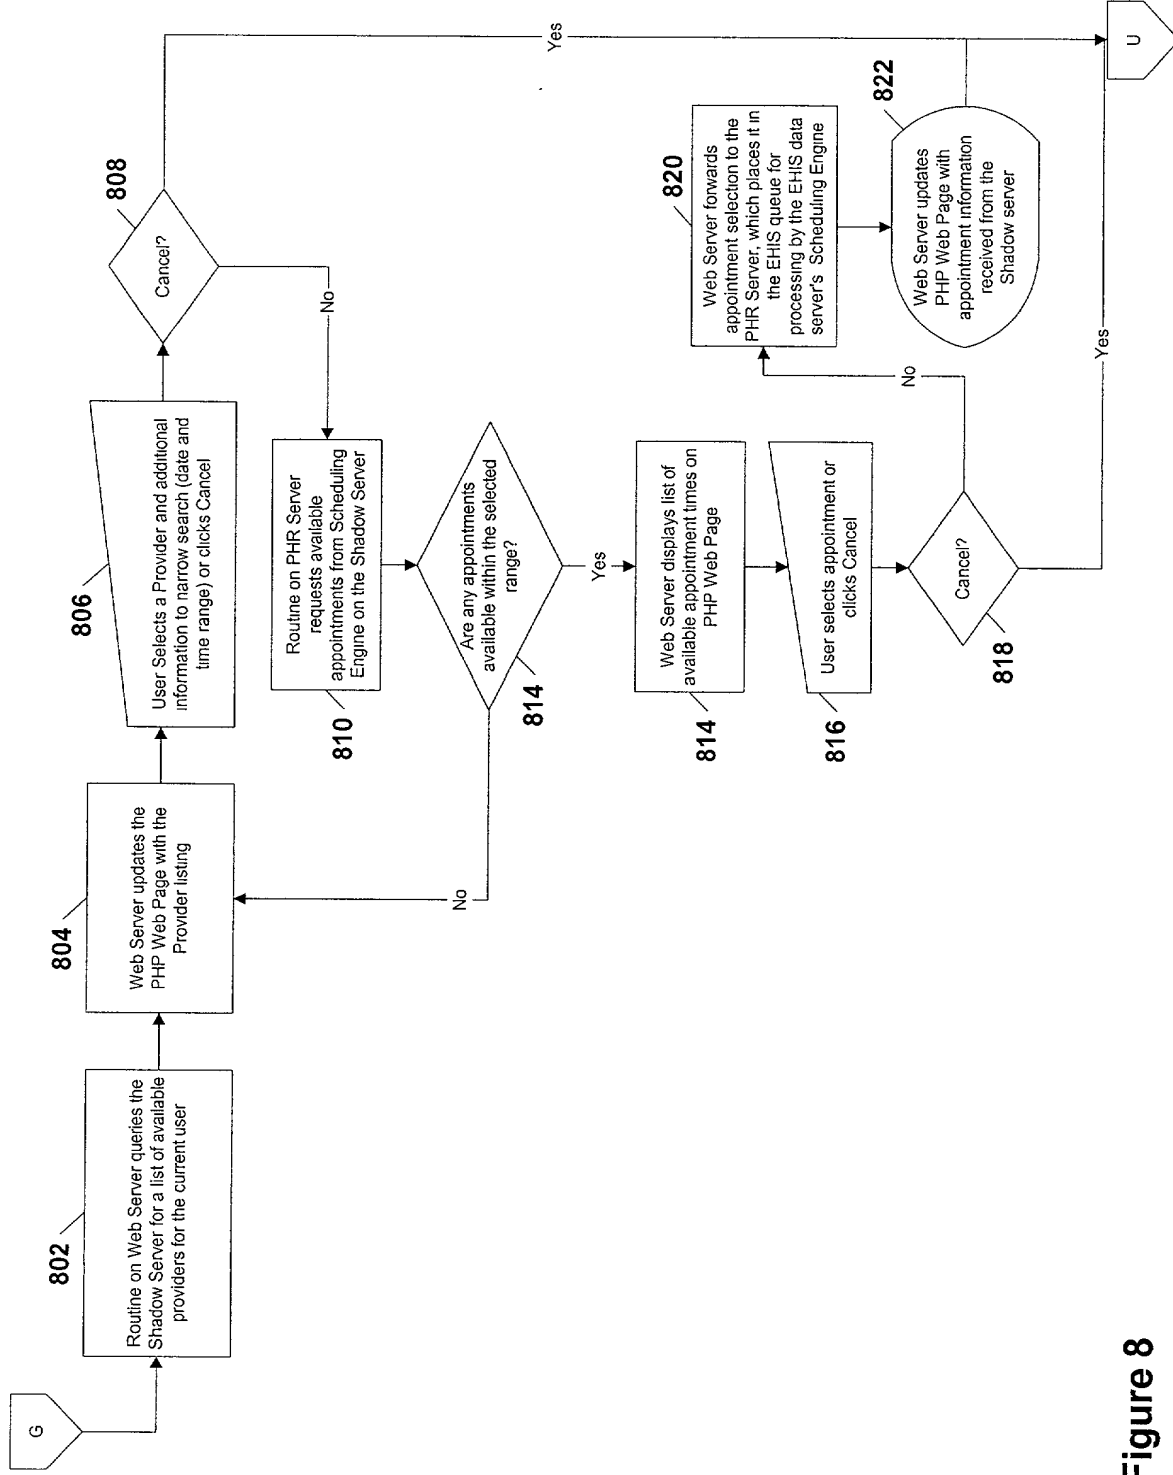 G
802
Routine on Web Server queries the
Shadow Server for a list of available
providers for the current user
804
Web Server updates the
PHP Web Page with the
Provider listing
806
User Selects a Provider and additional
information to narrow search (date and
time range) or clicks Cancel
808
Cancel?
Yes
No
810
Routine on PHR Server
requests available
appointments from Scheduling
Engine on the Shadow Server
Are any appointments
available within the selected
range?
814
No
Yes
Web Server displays list of
available appointment times on
PHP Web Page
814
User selects appointment or
clicks Cancel
816
Cancel?
818
No
Yes
820
Web Server forwards
appointment selection to the
PHR Server, which places it in
the EHIS queue for
processing by the EHIS data
server's Scheduling Engine
822
Web Server updates
PHP Web Page with
appointment information
received from the
Shadow server
U
Figure 8